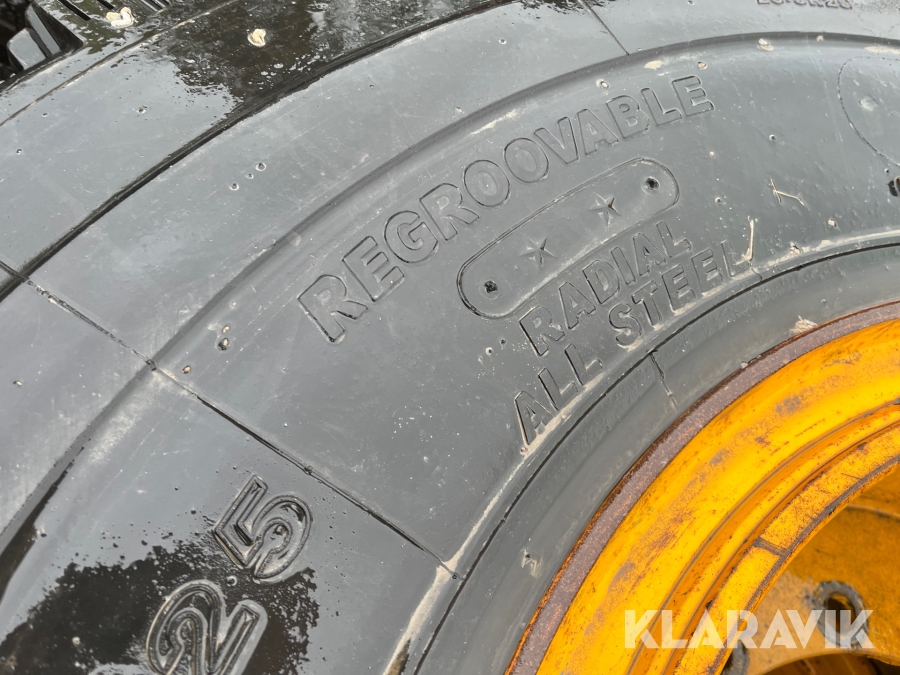 REGROOVABLE
RADIAL
ALL STEEL
25
KLARAVIK